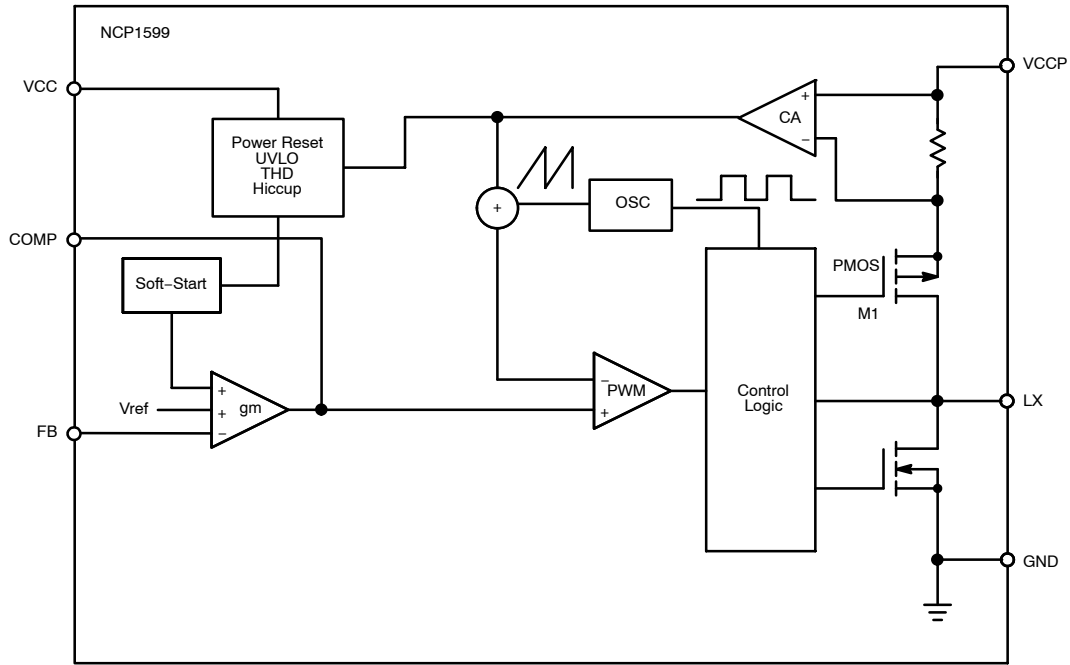 NCP1599
VCC
VCCP
CA
+
−
Power Reset
UVLO
THD
Hiccup
+
OSC
COMP
Soft−Start
PMOS
M1
Vref
+
+
−
gm
FB
−
+
PWM
Control
Logic
LX
GND